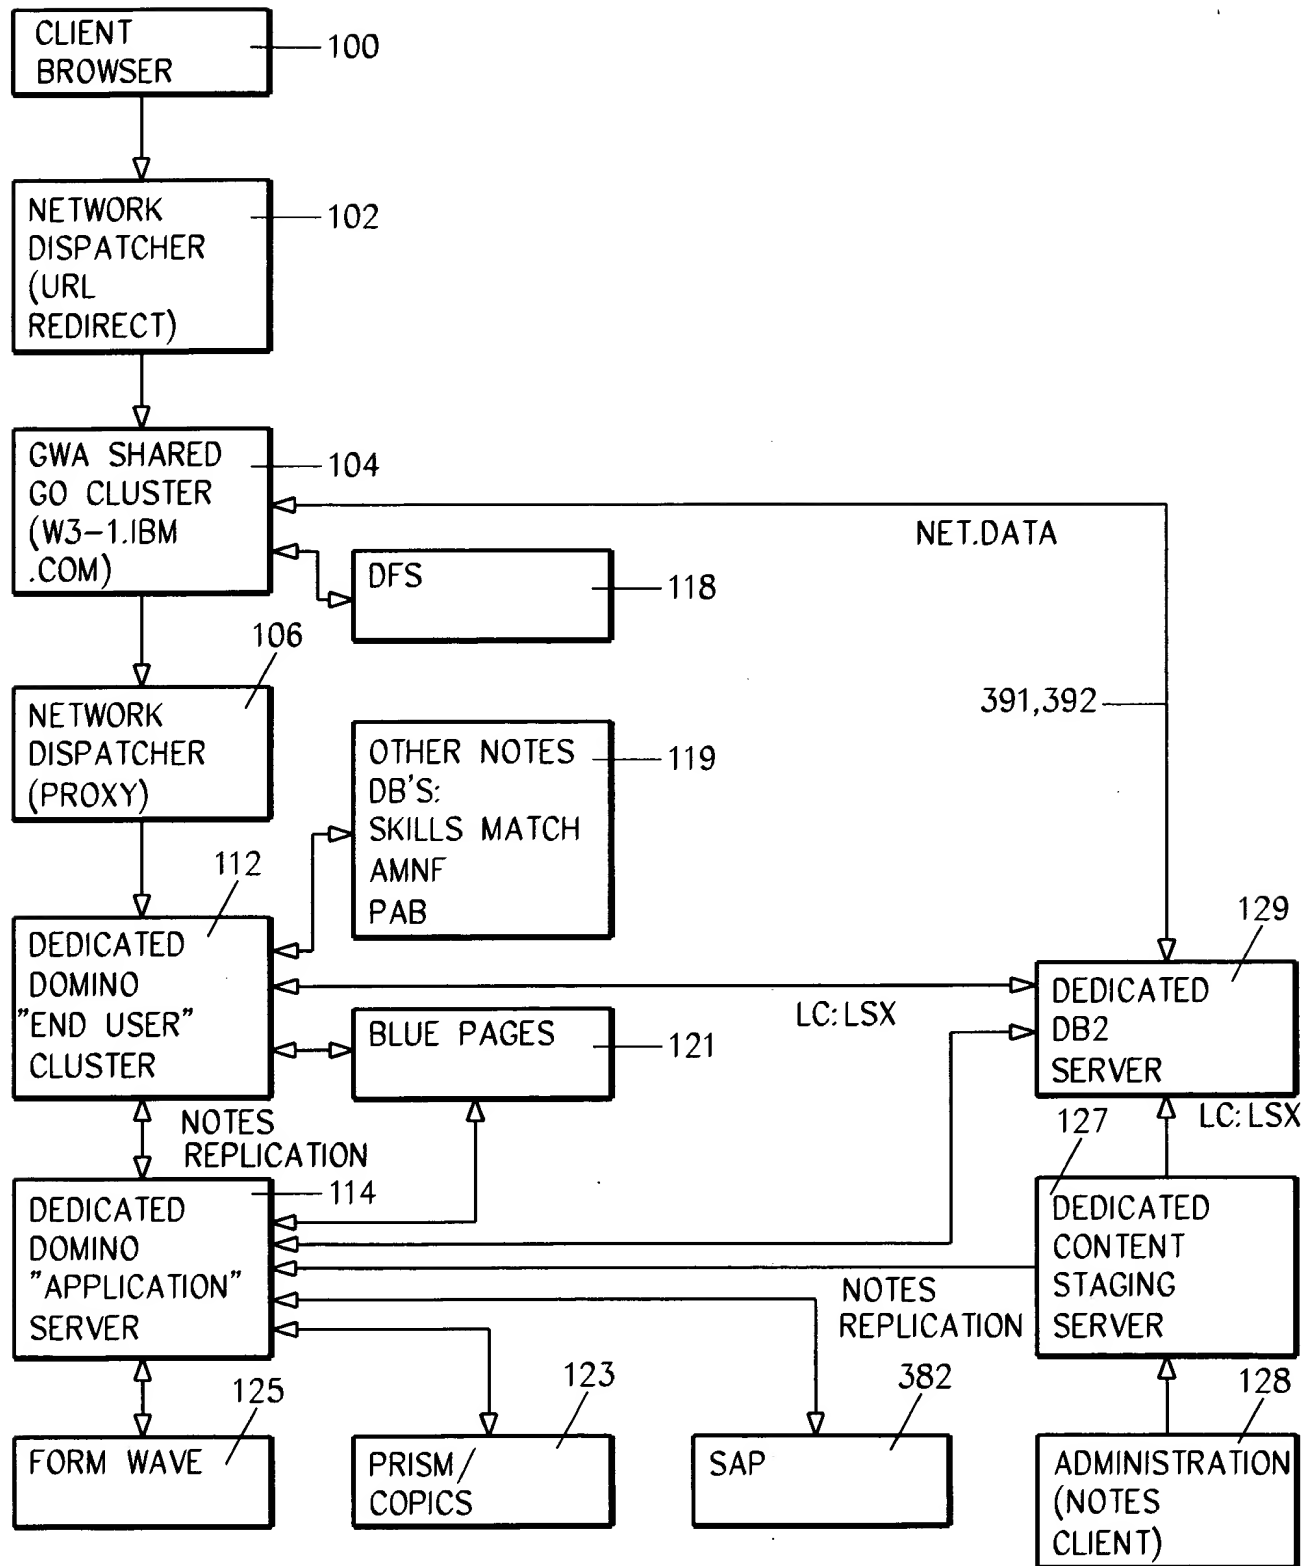 CLIENT
BROWSER
100
NETWORK
DISPATCHER
(URL
REDIRECT)
102
GWA SHARED
GO CLUSTER
(W3-1.IBM
.COM)
104
NET.DATA
DFS
118
106
NETWORK
DISPATCHER
(PROXY)
391,392
OTHER NOTES
DB'S:
SKILLS MATCH
AMNF
PAB
119
112
DEDICATED
DOMINO
"END USER"
CLUSTER
129
DEDICATED
DB2
SERVER
LC:LSX
BLUE PAGES
121
NOTES
REPLICATION
127
LC:LSX
114
DEDICATED
DOMINO
"APPLICATION"
SERVER
DEDICATED
CONTENT
STAGING
SERVER
NOTES
REPLICATION
125
FORM WAVE
123
PRISM/
COPICS
382
SAP
128
ADMINISTRATION
(NOTES
CLIENT)